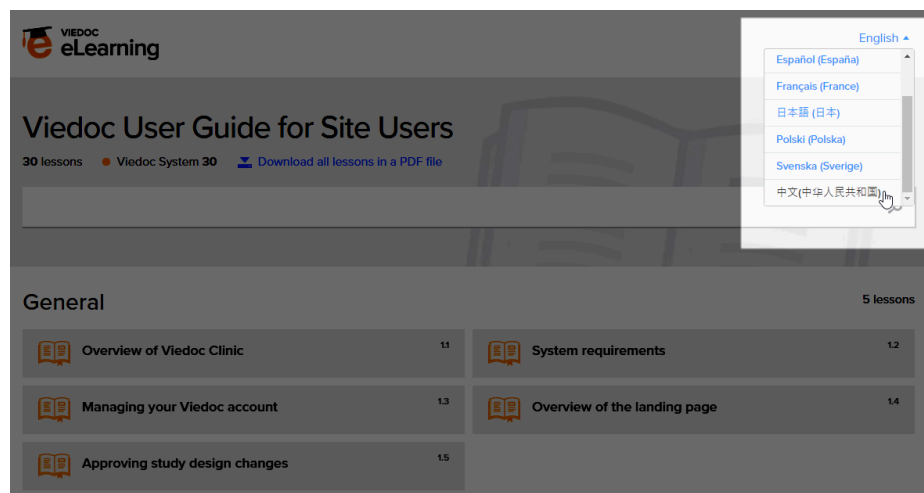 VIEDOC
eLearning
English
Español (España)
Français (France)
日本語 (日本)
Polski (Polska)
Svenska (Sverige)
中文(中华人民共和国)
Viedoc User Guide for Site Users
30 lessons Viedoc System 30 Download all lessons in a PDF file
General 5 lessons
Overview of Viedoc Clinic 1.1
System requirements 1.2
Managing your Viedoc account 1.3
Overview of the landing page 1.4
Approving study design changes 1.5